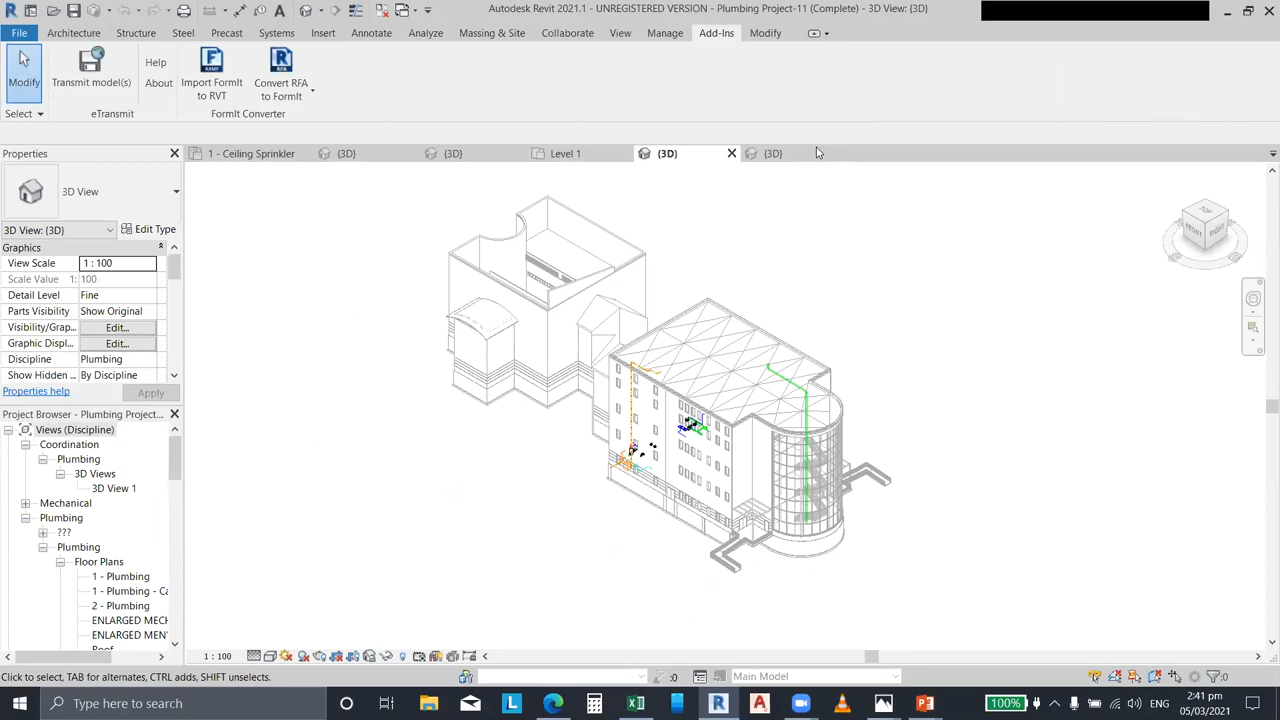 Autodesk Revit 2021.1 - UNREGISTERED VERSION - Plumbing Project-11 (Complete) - 3D View: {3D}
File Architecture Structure Steel Precast Systems Insert Annotate Analyze Massing & Site Collaborate View Manage Add-Ins Modify
Modify
Transmit model(s)
Help
About
Import FormIt
to RVT
Convert RFA
to FormIt
Select eTransmit FormIt Converter
Properties
1 - Ceiling Sprinkler {3D} {3D} Level 1 {3D} {3D}
3D View
3D View: {3D} Edit Type
Graphics
View Scale 1 : 100
Scale Value 1: 100
Detail Level Fine
Parts Visibility Show Original
Visibility/Grap... Edit...
Graphic Displ... Edit...
Discipline Plumbing
Show Hidden ... By Discipline
Properties help Apply
TOP
FRONT
RIGHT
Project Browser - Plumbing Project...
Views (Discipline)
Coordination
Plumbing
3D Views
3D View 1
Mechanical
Plumbing
???
Plumbing
Floor Plans
1 - Plumbing
1 - Plumbing - Ca
2 - Plumbing
ENLARGED MECH
ENLARGED MEN
Roof
1 : 100
Click to select, TAB for alternates, CTRL adds, SHIFT unselects. :0 Main Model :0
Type here to search
100% ENG
2:41 pm
05/03/2021